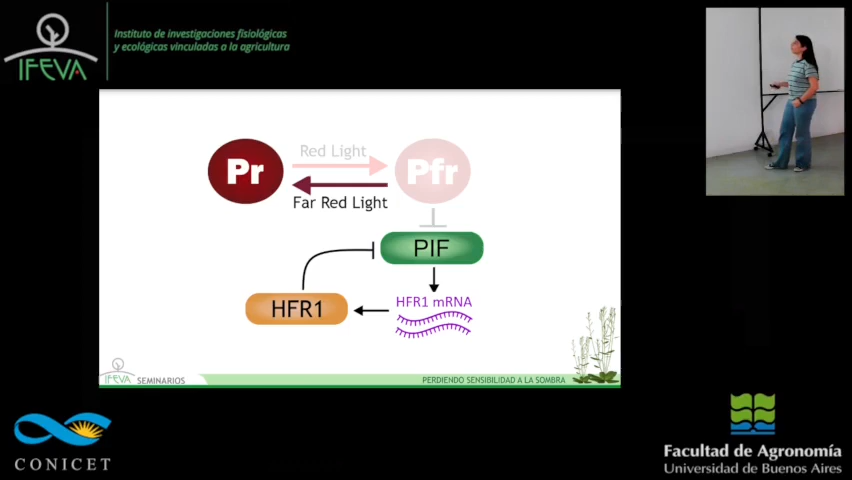 IFEVA
Instituto de investigaciones fisiológicas
y ecológicas vinculadas a la agricultura
Red Light
Pr
Pfr
Far Red Light
PIF
HFR1
HFR1 mRNA
IFEVA SEMINARIOS
PERDIENDO SENSIBILIDAD A LA SOMBRA
CONICET
Facultad de Agronomía
Universidad de Buenos Aires